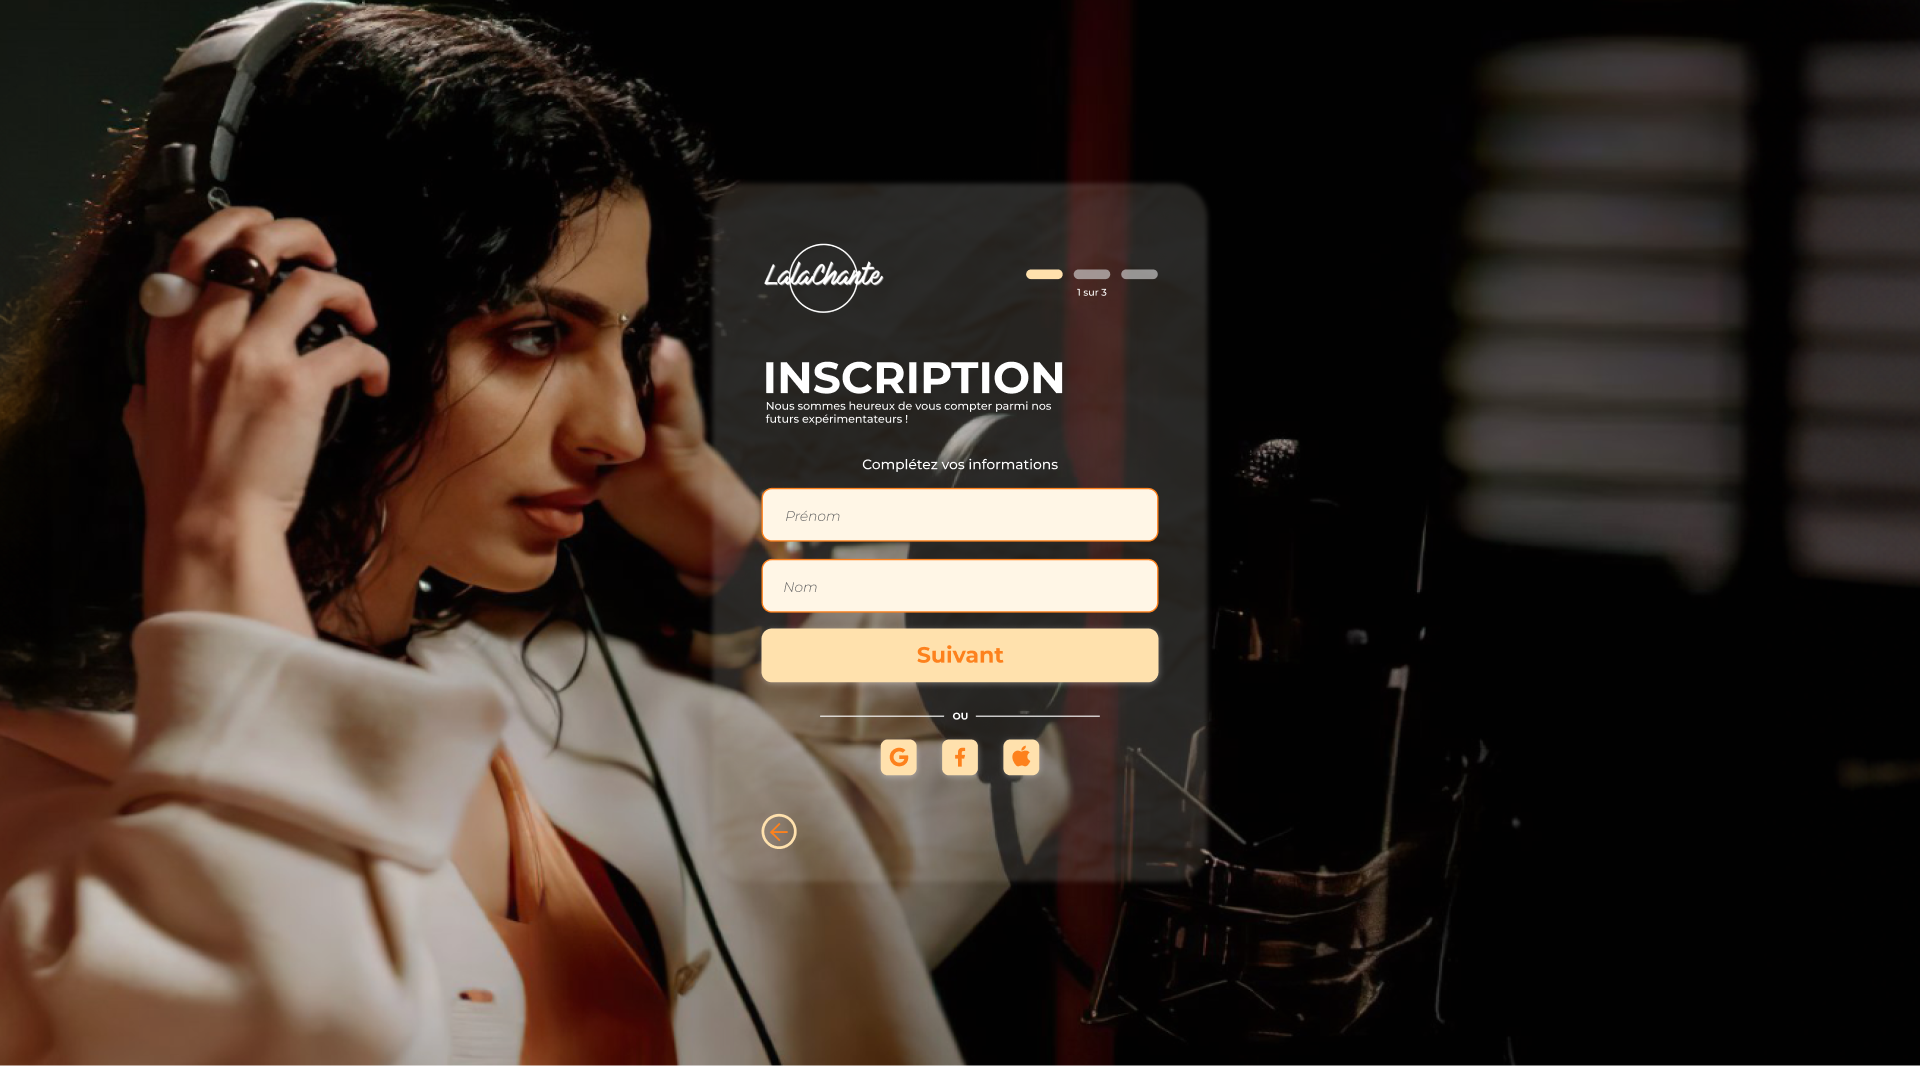 LalaChante
1 sur 3
INSCRIPTION
Nous sommes heureux de vous compter parmi nos
futurs expérimentateurs !
Complétez vos informations
Prénom
Nom
Suivant
OU